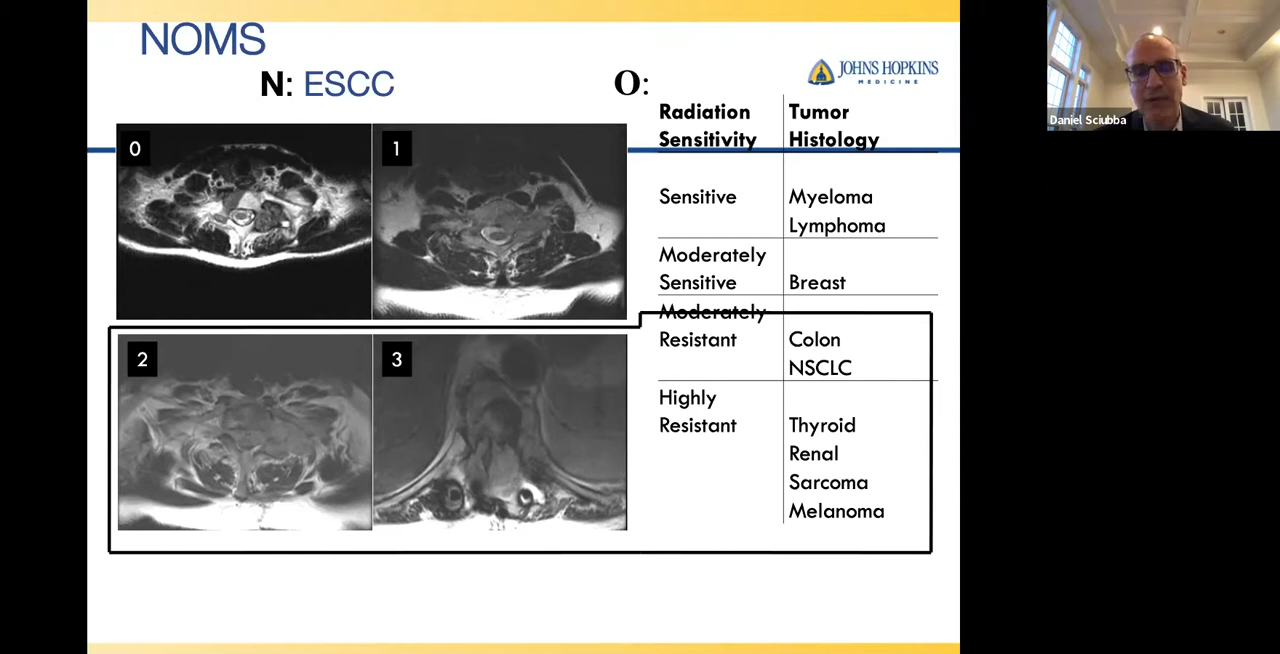 NOMS
N: ESCC
O:
JOHNS HOPKINS
MEDICINE
Daniel Sciubba
0
1
2
3
Radiation Tumor
Sensitivity Histology
Sensitive Myeloma
Lymphoma
Moderately
Sensitive Breast
Moderately
Resistant Colon
NSCLC
Highly
Resistant Thyroid
Renal
Sarcoma
Melanoma